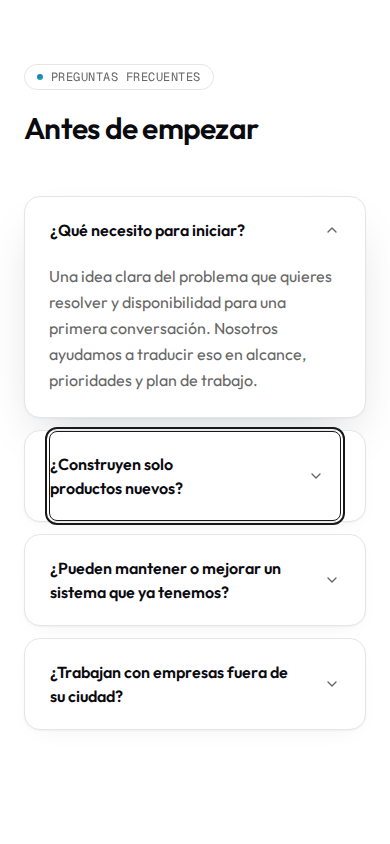 PREGUNTAS FRECUENTES
Antes de empezar
¿Qué necesito para iniciar?
Una idea clara del problema que quieres
resolver y disponibilidad para una
primera conversación. Nosotros
ayudamos a traducir eso en alcance,
prioridades y plan de trabajo.
¿Construyen solo
productos nuevos?
¿Pueden mantener o mejorar un
sistema que ya tenemos?
¿Trabajan con empresas fuera de
su ciudad?